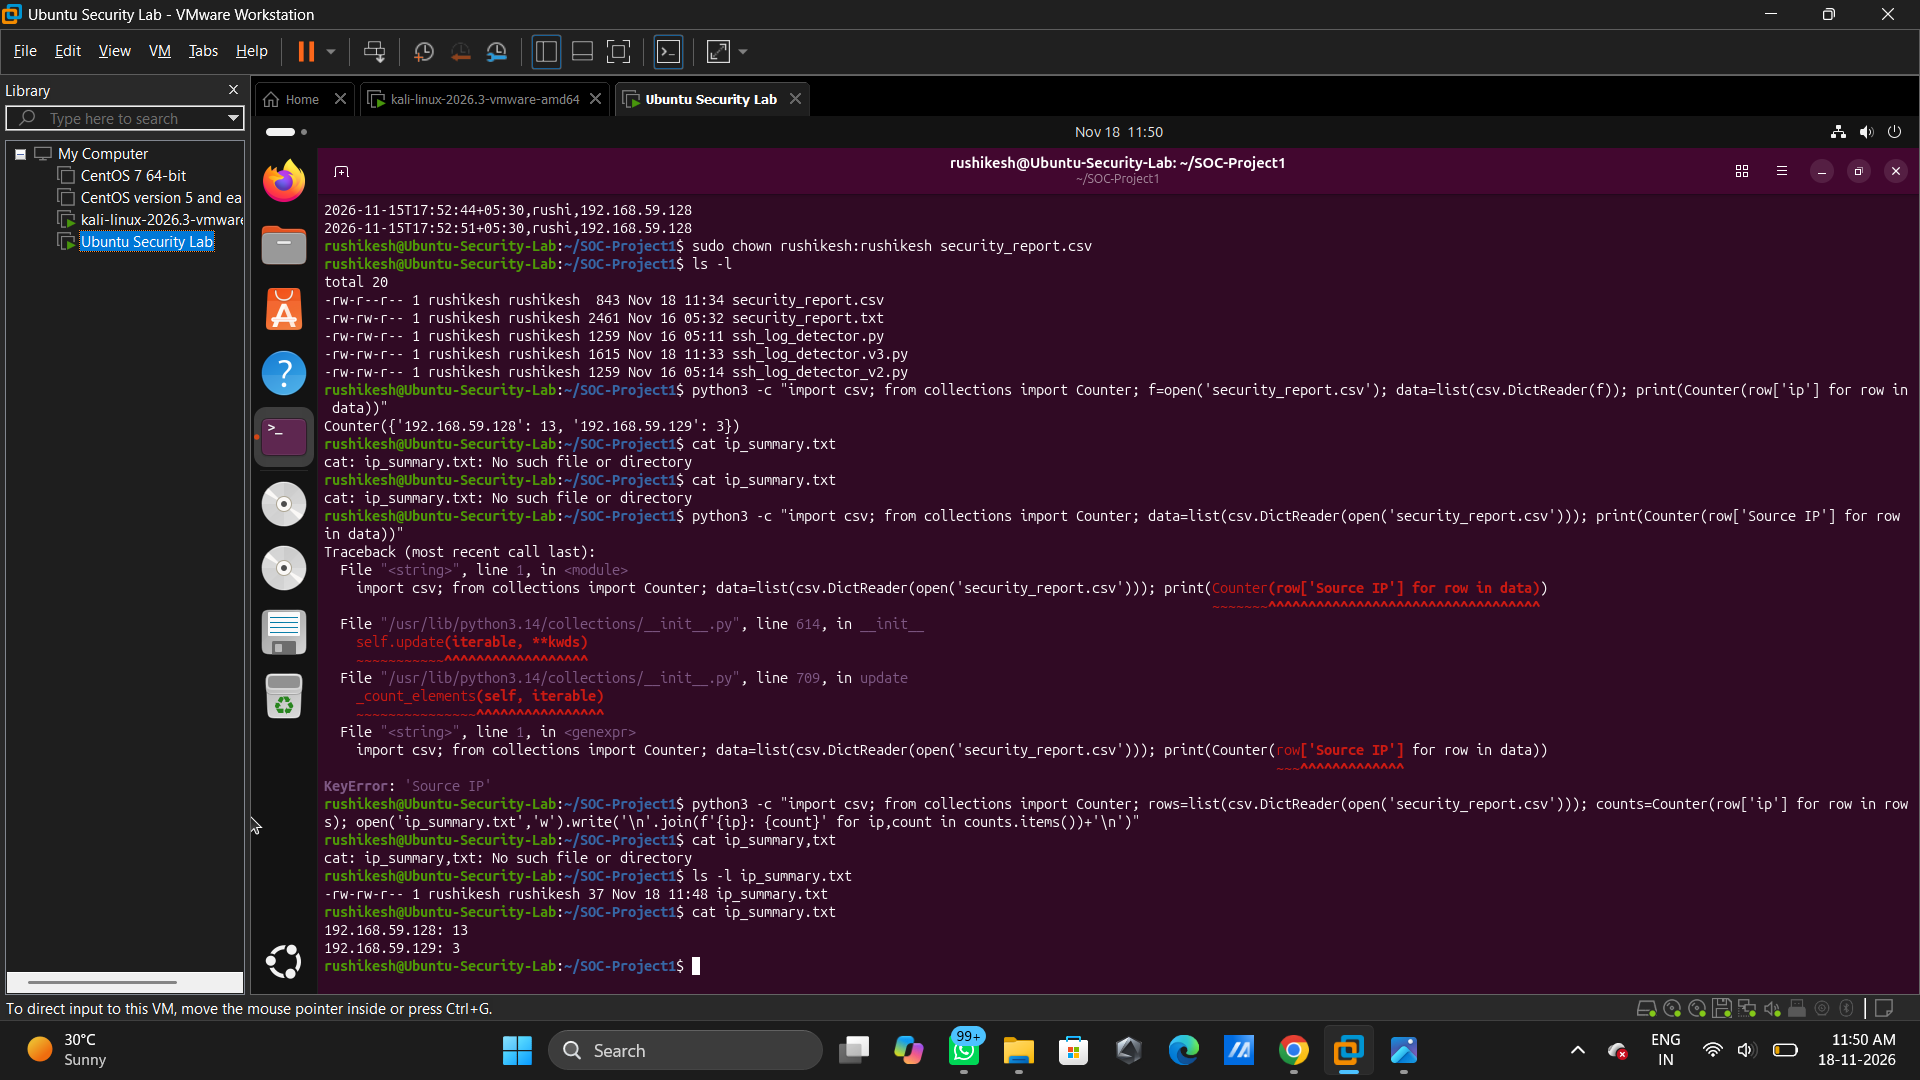 Ubuntu Security Lab - VMware Workstation
File Edit View VM Tabs Help
Library
Type here to search
My Computer
CentOS 7 64-bit
CentOS version 5 and ea
kali-linux-2026.3-vmware
Ubuntu Security Lab
Home kali-linux-2026.3-vmware-amd64 Ubuntu Security Lab
Nov 18 11:50
rushikesh@Ubuntu-Security-Lab: ~/SOC-Project1
~/SOC-Project1
2026-11-15T17:52:44+05:30,rushi,192.168.59.128
2026-11-15T17:52:51+05:30,rushi,192.168.59.128
rushikesh@Ubuntu-Security-Lab:~/SOC-Project1$ sudo chown rushikesh:rushikesh security_report.csv
rushikesh@Ubuntu-Security-Lab:~/SOC-Project1$ ls -l
total 20
-rw-r--r-- 1 rushikesh rushikesh  843 Nov 18 11:34 security_report.csv
-rw-rw-r-- 1 rushikesh rushikesh 2461 Nov 16 05:32 security_report.txt
-rw-rw-r-- 1 rushikesh rushikesh 1259 Nov 16 05:11 ssh_log_detector.py
-rw-rw-r-- 1 rushikesh rushikesh 1615 Nov 18 11:33 ssh_log_detector.v3.py
-rw-rw-r-- 1 rushikesh rushikesh 1259 Nov 16 05:14 ssh_log_detector_v2.py
rushikesh@Ubuntu-Security-Lab:~/SOC-Project1$ python3 -c "import csv; from collections import Counter; f=open('security_report.csv'); data=list(csv.DictReader(f)); print(Counter(row['ip'] for row in
 data))"
Counter({'192.168.59.128': 13, '192.168.59.129': 3})
rushikesh@Ubuntu-Security-Lab:~/SOC-Project1$ cat ip_summary.txt
cat: ip_summary.txt: No such file or directory
rushikesh@Ubuntu-Security-Lab:~/SOC-Project1$ cat ip_summary.txt
cat: ip_summary.txt: No such file or directory
rushikesh@Ubuntu-Security-Lab:~/SOC-Project1$ python3 -c "import csv; from collections import Counter; data=list(csv.DictReader(open('security_report.csv'))); print(Counter(row['Source IP'] for row
in data))"
Traceback (most recent call last):
  File "<string>", line 1, in <module>
    import csv; from collections import Counter; data=list(csv.DictReader(open('security_report.csv'))); print(Counter(row['Source IP'] for row in data))
                                                                                                               ~~~~~~~^^^^^^^^^^^^^^^^^^^^^^^^^^^^^^^^^^
  File "/usr/lib/python3.14/collections/__init__.py", line 614, in __init__
    self.update(iterable, **kwds)
    ~~~~~~~~~~~^^^^^^^^^^^^^^^^^^
  File "/usr/lib/python3.14/collections/__init__.py", line 709, in update
    _count_elements(self, iterable)
    ~~~~~~~~~~~~~~~^^^^^^^^^^^^^^^^
  File "<string>", line 1, in <genexpr>
    import csv; from collections import Counter; data=list(csv.DictReader(open('security_report.csv'))); print(Counter(row['Source IP'] for row in data))
                                                                                                                       ~~~^^^^^^^^^^^^^
KeyError: 'Source IP'
rushikesh@Ubuntu-Security-Lab:~/SOC-Project1$ python3 -c "import csv; from collections import Counter; rows=list(csv.DictReader(open('security_report.csv'))); counts=Counter(row['ip'] for row in row
s); open('ip_summary.txt','w').write('\n'.join(f'{ip}: {count}' for ip,count in counts.items())+'\n')"
rushikesh@Ubuntu-Security-Lab:~/SOC-Project1$ cat ip_summary,txt
cat: ip_summary,txt: No such file or directory
rushikesh@Ubuntu-Security-Lab:~/SOC-Project1$ ls -l ip_summary.txt
-rw-rw-r-- 1 rushikesh rushikesh 37 Nov 18 11:48 ip_summary.txt
rushikesh@Ubuntu-Security-Lab:~/SOC-Project1$ cat ip_summary.txt
192.168.59.128: 13
192.168.59.129: 3
rushikesh@Ubuntu-Security-Lab:~/SOC-Project1$
To direct input to this VM, move the mouse pointer inside or press Ctrl+G.
30°C
Sunny
Search
99+
ENG
IN
11:50 AM
18-11-2026